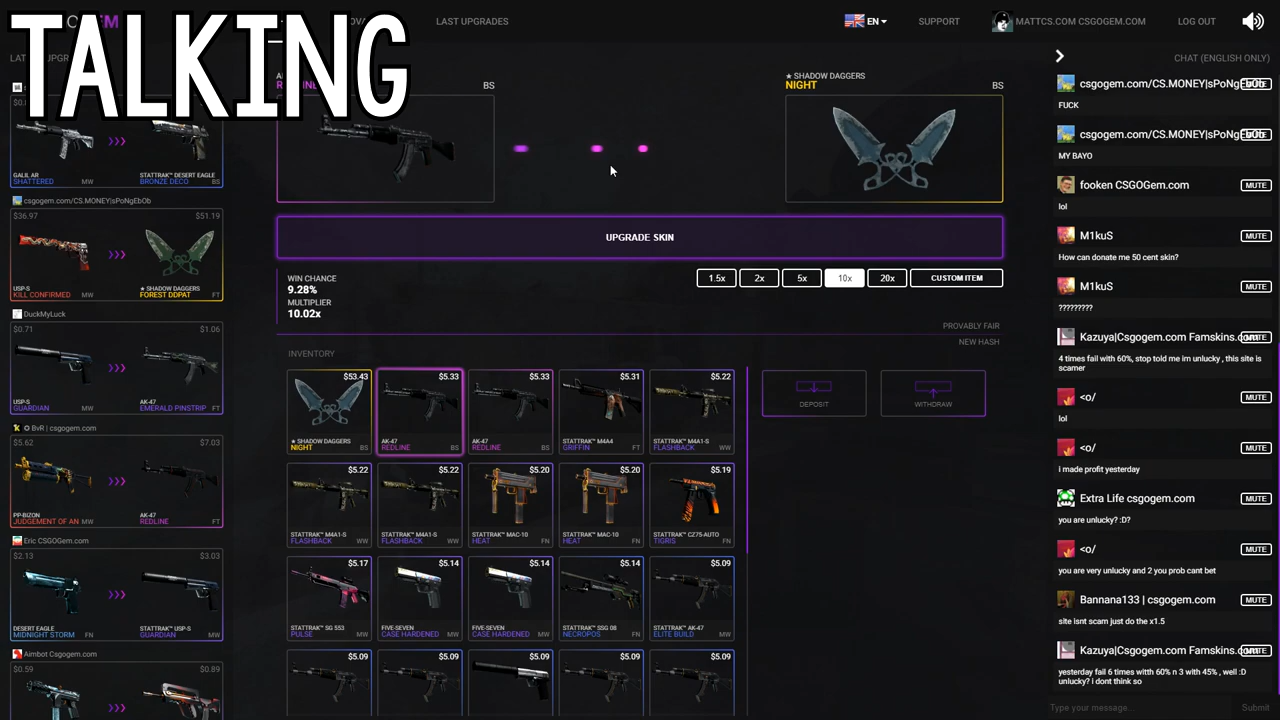 TALKING
LAST UPGRADES
EN
SUPPORT
MATTCS.COM CSGOGEM.COM
LOG OUT
GALIL AR
SHATTERED MW
STATTRAK™ DESERT EAGLE
BRONZE DECO BS
csgogem.com/CS.MONEY|sPoNgEbOb
$36.97 $51.19
USP-S
KILL CONFIRMED MW
★ SHADOW DAGGERS
FOREST DDPAT FT
DuckMyLuck
$0.71 $1.06
USP-S
GUARDIAN MW
AK-47
EMERALD PINSTRIP FT
BvR | csgogem.com
$5.62 $7.03
PP-BIZON
JUDGEMENT OF AN MW
AK-47
REDLINE FT
Eric CSGOGem.com
$2.13 $3.03
DESERT EAGLE
MIDNIGHT STORM FN
STATTRAK™ USP-S
GUARDIAN MW
Aimbot Csgogem.com
$0.59 $0.89
BS
★ SHADOW DAGGERS
NIGHT BS
UPGRADE SKIN
WIN CHANCE
9.28%
MULTIPLIER
10.02x
1.5x 2x 5x 10x 20x CUSTOM ITEM
PROVABLY FAIR
NEW HASH
INVENTORY
$53.43 $5.33 $5.33 $5.31 $5.22
★ SHADOW DAGGERS AK-47 AK-47 STATTRAK™ M4A4 STATTRAK™ M4A1-S
NIGHT BS REDLINE BS REDLINE BS GRIFFIN FT FLASHBACK WW
DEPOSIT WITHDRAW
$5.22 $5.22 $5.20 $5.20 $5.19
STATTRAK™ M4A1-S STATTRAK™ M4A1-S STATTRAK™ MAC-10 STATTRAK™ MAC-10 STATTRAK™ CZ75-AUTO
FLASHBACK WW FLASHBACK WW HEAT FN HEAT FN TIGRIS FN
$5.17 $5.14 $5.14 $5.14 $5.09
STATTRAK™ SG 553 FIVE-SEVEN FIVE-SEVEN STATTRAK™ SSG 08 STATTRAK™ AK-47
PULSE MW CASE HARDENED MW CASE HARDENED MW NECROPOS FN ELITE BUILD MW
$5.09 $5.09 $5.09 $5.09 $5.09
CHAT (ENGLISH ONLY)
csgogem.com/CS.MONEY|sPoNgEbOb
FUCK
csgogem.com/CS.MONEY|sPoNgEbOb
MY BAYO
fooken CSGOGem.com MUTE
lol
M1kuS MUTE
How can donate me 50 cent skin?
M1kuS MUTE
?????????
Kazuya|Csgogem.com Famskins.com
4 times fail with 60%, stop told me im unlucky , this site is
scamer
<o/ MUTE
lol
<o/ MUTE
i made profit yesterday
Extra Life csgogem.com MUTE
you are unlucky? :D?
<o/ MUTE
you are very unlucky and 2 you prob cant bet
Bannana133 | csgogem.com MUTE
site isnt scam just do the x1.5
Kazuya|Csgogem.com Famskins.com
yesterday fail 6 times wtith 60% n 3 with 45% , well :D
unlucky? i dont think so
Type your message... Submit